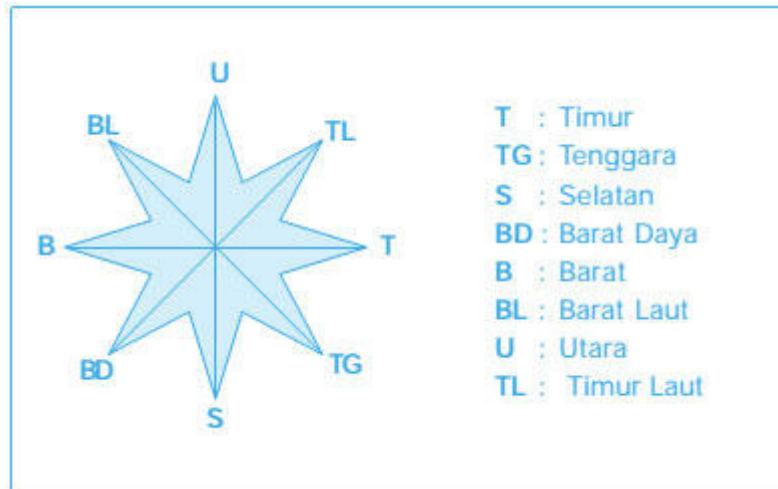 U
BL
TL
B
T
BD
TG
S
T : Timur
TG : Tenggara
S : Selatan
BD : Barat Daya
B : Barat
BL : Barat Laut
U : Utara
TL : Timur Laut